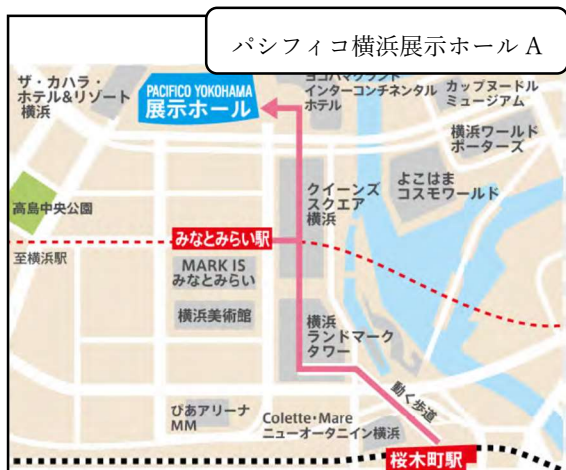 パシフィコ横浜展示ホール A
ザ・カハラ・
ホテル&リゾート
横浜
PACIFICO YOKOHAMA
展示ホール
ヨコハマグランド
インターコンチネンタル
ホテル
カップヌードル
ミュージアム
横浜ワールド
ポーターズ
よこはま
コスモワールド
クイーンズ
スクエア
横浜
高島中央公園
みなとみらい駅
至横浜駅
MARK IS
みなとみらい
横浜美術館
横浜
ランドマーク
タワー
動く歩道
ぴあアリーナ
MM
Colette・Mare
ニューオータニイン横浜
桜木町駅